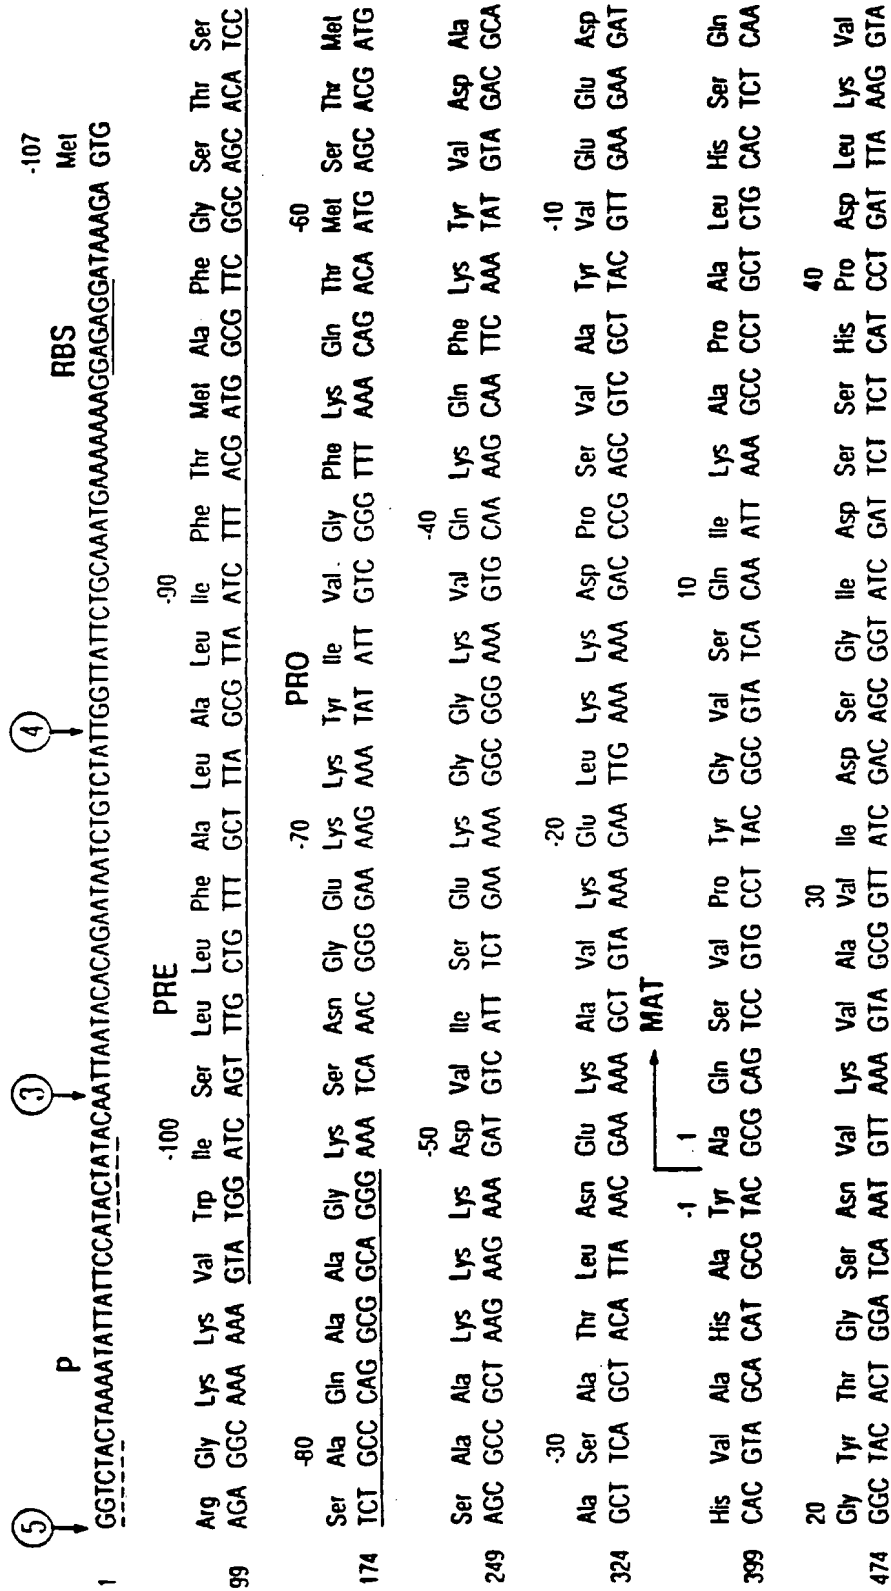 ⑤ ③ ④
P RBS -107
Met
1 GGTCTACTAAAATATTATTCCATACTATACAATTAATACACAGAATAATCTGTCTATTGGTTATTCTGCAAATGAAAAAAAGGAGAGGATAAAGA GTG
PRE
-100 -90
Arg Gly Lys Lys Val Trp Ile Ser Leu Leu Phe Ala Leu Ala Leu Ile Phe Thr Met Ala Phe Gly Ser Thr Ser
99 AGA GGC AAA AAA GTA TGG ATC AGT TTG CTG TTT GCT TTA GCG TTA ATC TTT ACG ATG GCG TTC GGC AGC ACA TCC
PRO
-80 -70 -60
Ser Ala Gln Ala Ala Gly Lys Ser Asn Gly Glu Lys Lys Tyr Ile Val Gly Phe Lys Gln Thr Met Ser Thr Met
174 TCT GCC CAG GCG GCA GGG AAA TCA AAC GGG GAA AAG AAA TAT ATT GTC GGG TTT AAA CAG ACA ATG AGC ACG ATG
-50 -40
Ser Ala Ala Lys Lys Lys Asp Val Ile Ser Glu Lys Gly Gly Lys Val Gln Lys Gln Phe Lys Tyr Val Asp Ala
249 AGC GCC GCT AAG AAG AAA GAT GTC ATT TCT GAA AAA GGC GGG AAA GTG CAA AAG CAA TTC AAA TAT GTA GAC GCA
-30 -20 -10
Ala Ser Ala Thr Leu Asn Glu Lys Ala Val Lys Glu Leu Lys Lys Asp Pro Ser Val Ala Tyr Val Glu Glu Asp
324 GCT TCA GCT ACA TTA AAC GAA AAA GCT GTA AAA GAA TTG AAA AAA GAC CCG AGC GTC GCT TAC GTT GAA GAA GAT
MAT
-1 1 10
His Val Ala His Ala Tyr Ala Gln Ser Val Pro Tyr Gly Val Ser Gln Ile Lys Ala Pro Ala Leu His Ser Gln
399 CAC GTA GCA CAT GCG TAC GCG CAG TCC GTG CCT TAC GGC GTA TCA CAA ATT AAA GCC CCT GCT CTG CAC TCT CAA
20 30 40
Gly Tyr Thr Gly Ser Asn Val Lys Val Ala Val Ile Asp Ser Gly Ile Asp Ser Ser His Pro Asp Leu Lys Val
474 GGC TAC ACT GGA TCA AAT GTT AAA GTA GCG GTT ATC GAC AGC GGT ATC GAT TCT TCT CAT CCT GAT TTA AAG GTA